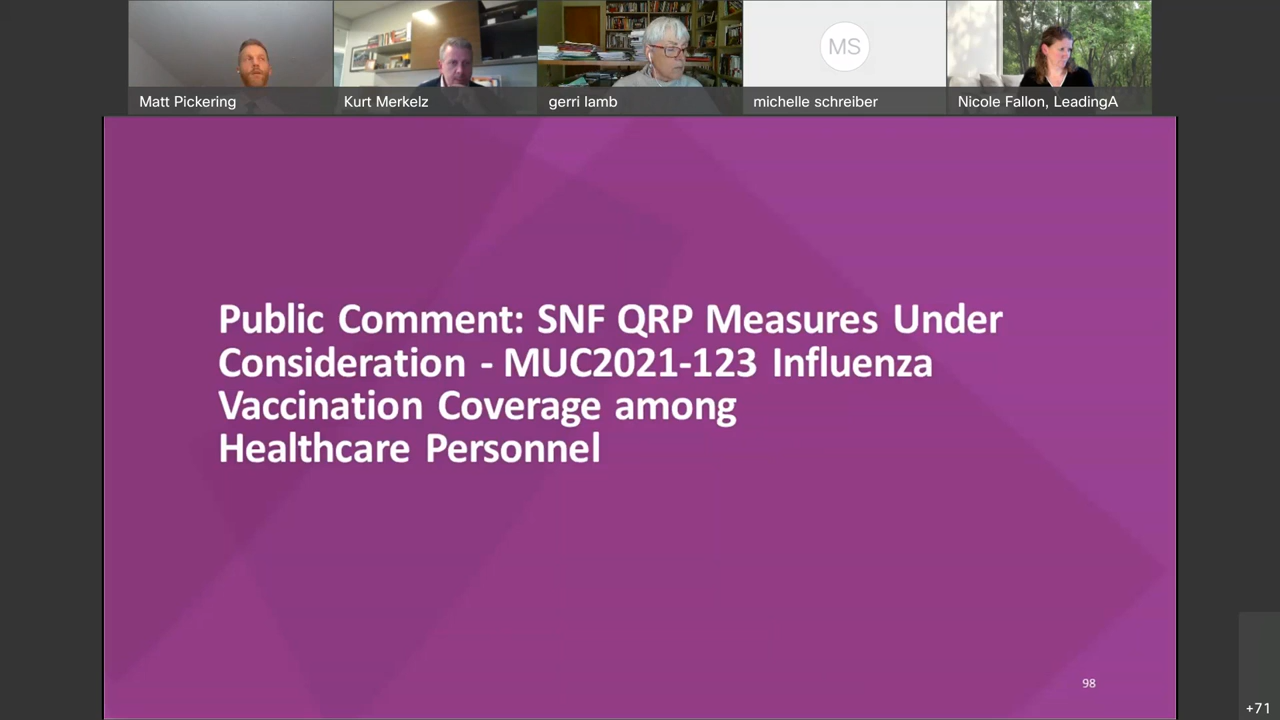 MS
Matt Pickering
Kurt Merkelz
gerri lamb
michelle schreiber
Nicole Fallon, LeadingA
Public Comment: SNF QRP Measures Under
Consideration - MUC2021-123 Influenza
Vaccination Coverage among
Healthcare Personnel
98
+71